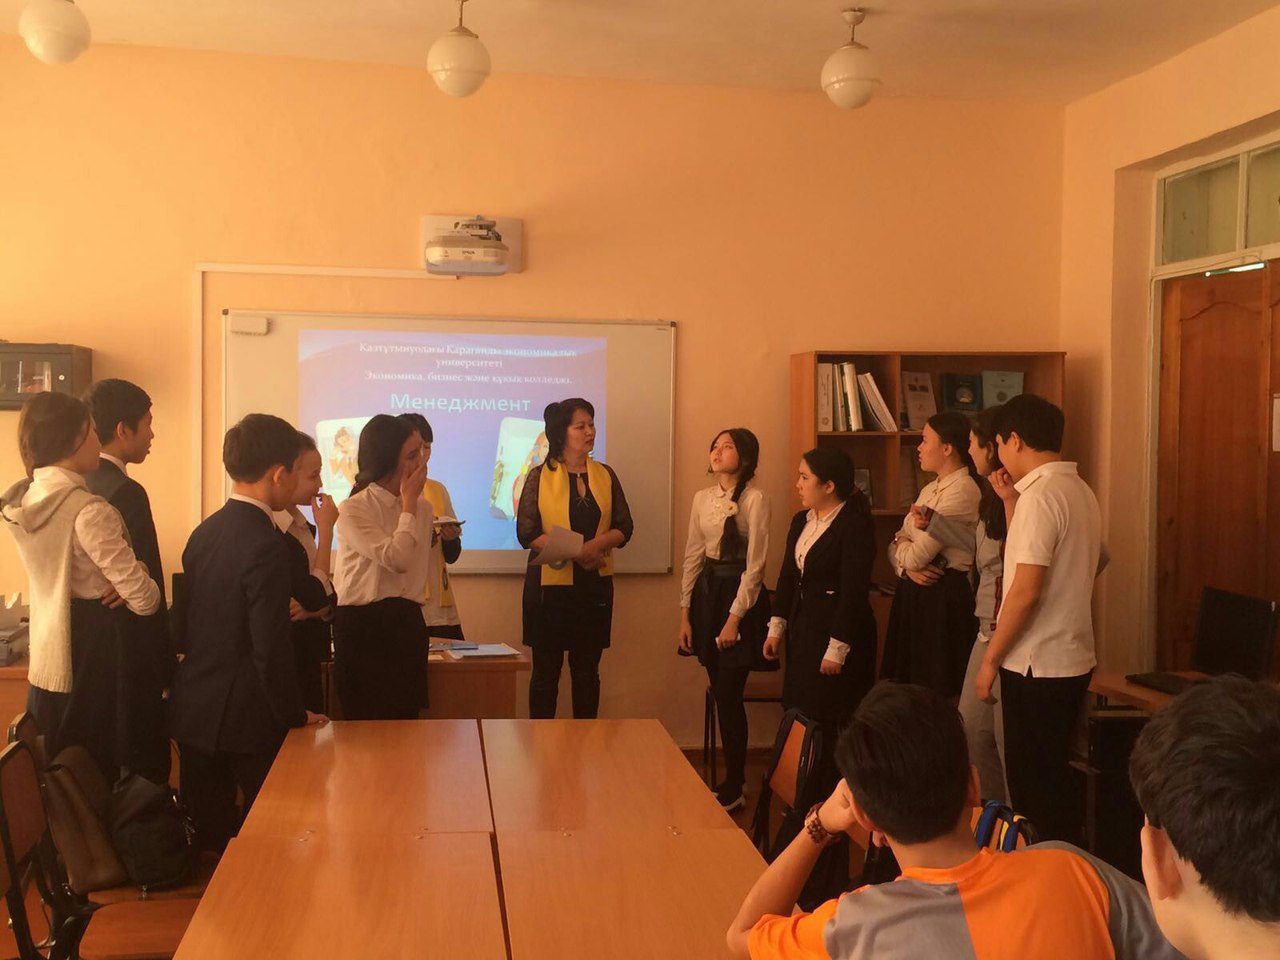 Қазтұтынуодағы Қарағанды экономикалық
университеті
Экономика, бизнес және құқық колледжі.
Менеджмент